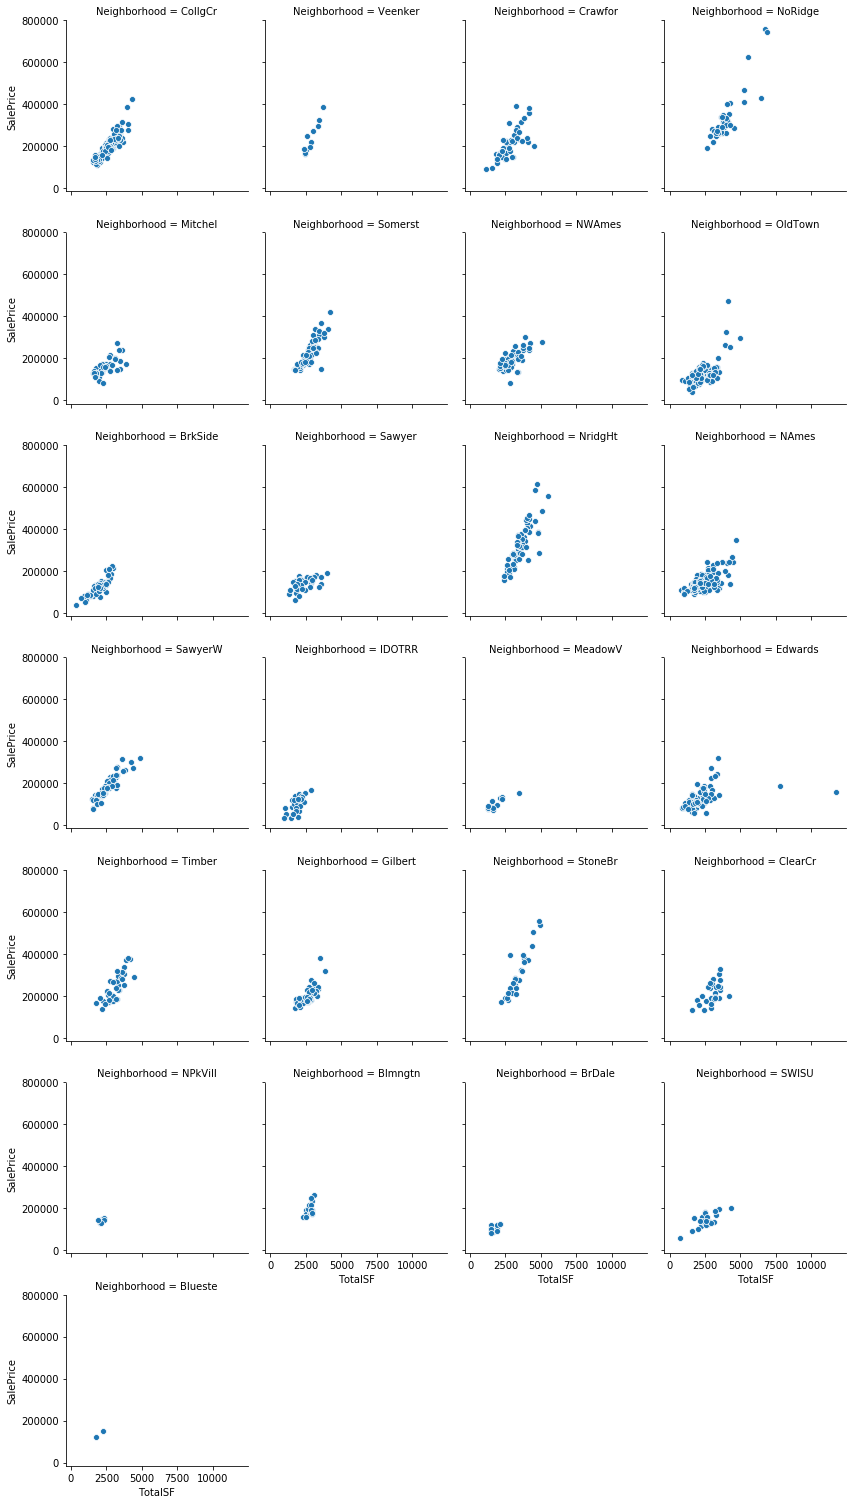 Neighborhood = CollgCr
Neighborhood = Veenker
Neighborhood = Crawfor
Neighborhood = NoRidge
800000
600000
400000
200000
0
SalePrice
Neighborhood = Mitchel
Neighborhood = Somerst
Neighborhood = NWAmes
Neighborhood = OldTown
800000
600000
400000
200000
0
SalePrice
Neighborhood = BrkSide
Neighborhood = Sawyer
Neighborhood = NridgHt
Neighborhood = NAmes
800000
600000
400000
200000
0
SalePrice
Neighborhood = SawyerW
Neighborhood = IDOTRR
Neighborhood = MeadowV
Neighborhood = Edwards
800000
600000
400000
200000
0
SalePrice
Neighborhood = Timber
Neighborhood = Gilbert
Neighborhood = StoneBr
Neighborhood = ClearCr
800000
600000
400000
200000
0
SalePrice
Neighborhood = NPkVill
Neighborhood = Blmngtn
Neighborhood = BrDale
Neighborhood = SWISU
800000
600000
400000
200000
0
SalePrice
0 2500 5000 7500 10000
TotalSF
0 2500 5000 7500 10000
TotalSF
0 2500 5000 7500 10000
TotalSF
Neighborhood = Blueste
800000
600000
400000
200000
0
SalePrice
0 2500 5000 7500 10000
TotalSF